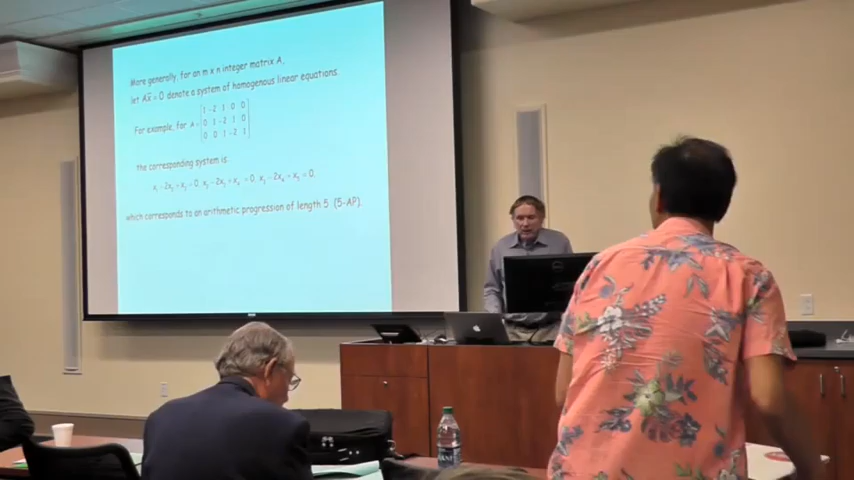 More generally, for an m x n integer matrix A,
let Ax̄ = 0 denote a system of homogenous linear equations
For example, for A = [1 -2 1 0 0
0 1 -2 1 0
0 0 1 -2 1]
the corresponding system is
x₁ - 2x₂ + x₃ = 0, x₂ - 2x₃ + x₄ = 0, x₃ - 2x₄ + x₅ = 0,
which corresponds to an arithmetic progression of length 5 (5-AP).
DELL